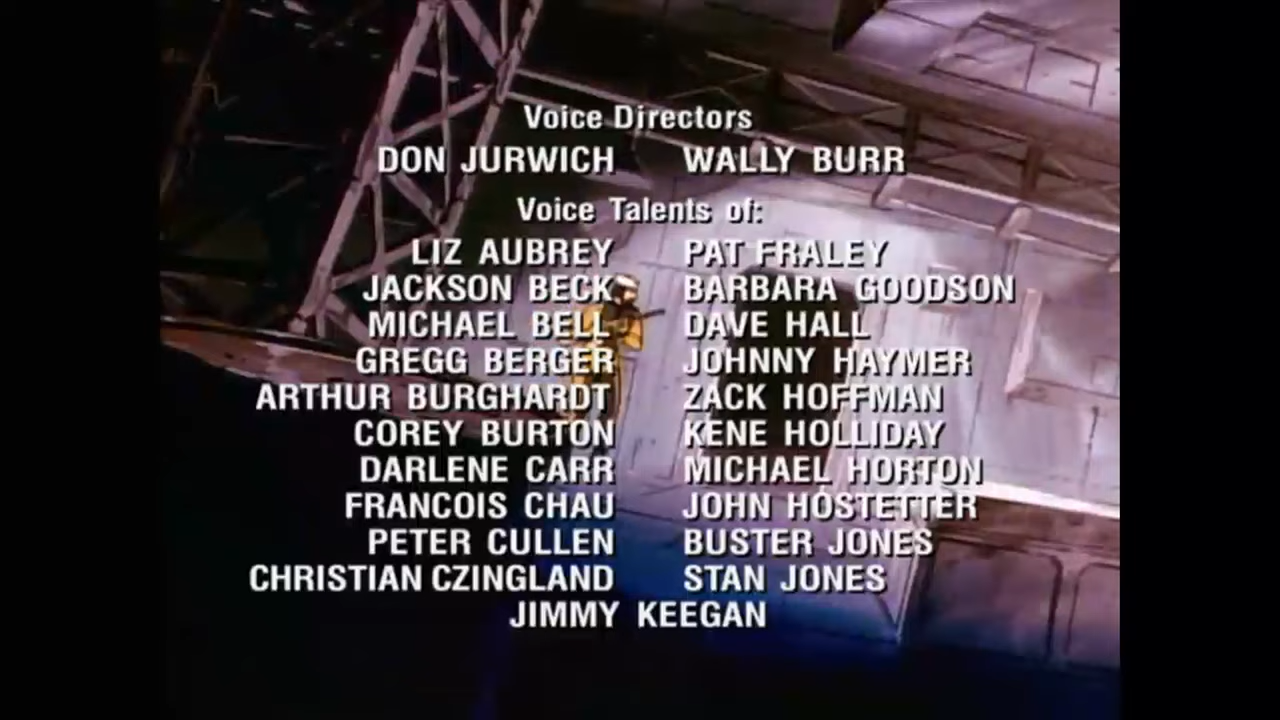 Voice Directors
DON JURWICH WALLY BURR
Voice Talents of:
LIZ AUBREY PAT FRALEY
JACKSON BECK BARBARA GOODSON
MICHAEL BELL DAVE HALL
GREGG BERGER JOHNNY HAYMER
ARTHUR BURGHARDT ZACK HOFFMAN
COREY BURTON KENE HOLLIDAY
DARLENE CARR MICHAEL HORTON
FRANCOIS CHAU JOHN HOSTETTER
PETER CULLEN BUSTER JONES
CHRISTIAN CZINGLAND STAN JONES
JIMMY KEEGAN